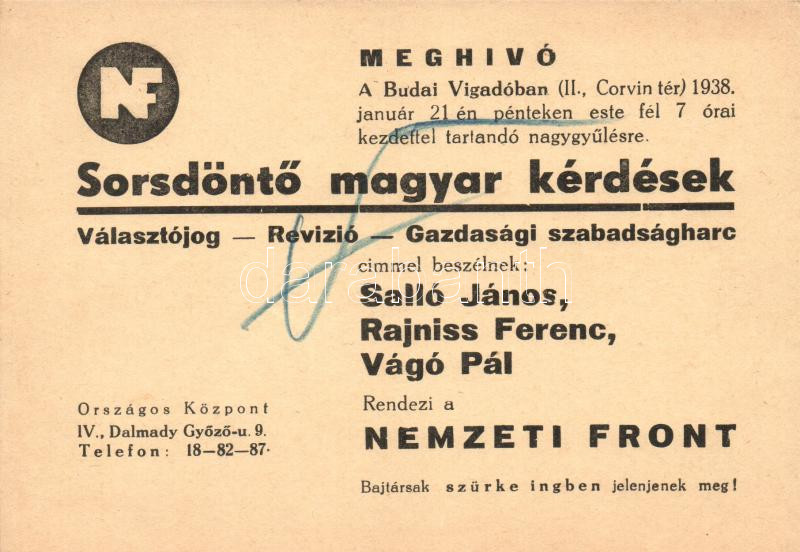 NF
MEGHIVÓ
A Budai Vigadóban (II., Corvin tér) 1938.
január 21 én pénteken este fél 7 órai
kezdettel tartandó nagygyűlésre.
Sorsdöntő magyar kérdések
Választójog — Revizió — Gazdasági szabadságharc
cimmel beszélnek:
darabanth
Salló János,
Rajniss Ferenc,
Vágó Pál
Országos Központ
IV., Dalmady Győző-u. 9.
Telefon: 18—82—87.
Rendezi a
NEMZETI FRONT
Bajtársak szürke ingben jelenjenek meg!